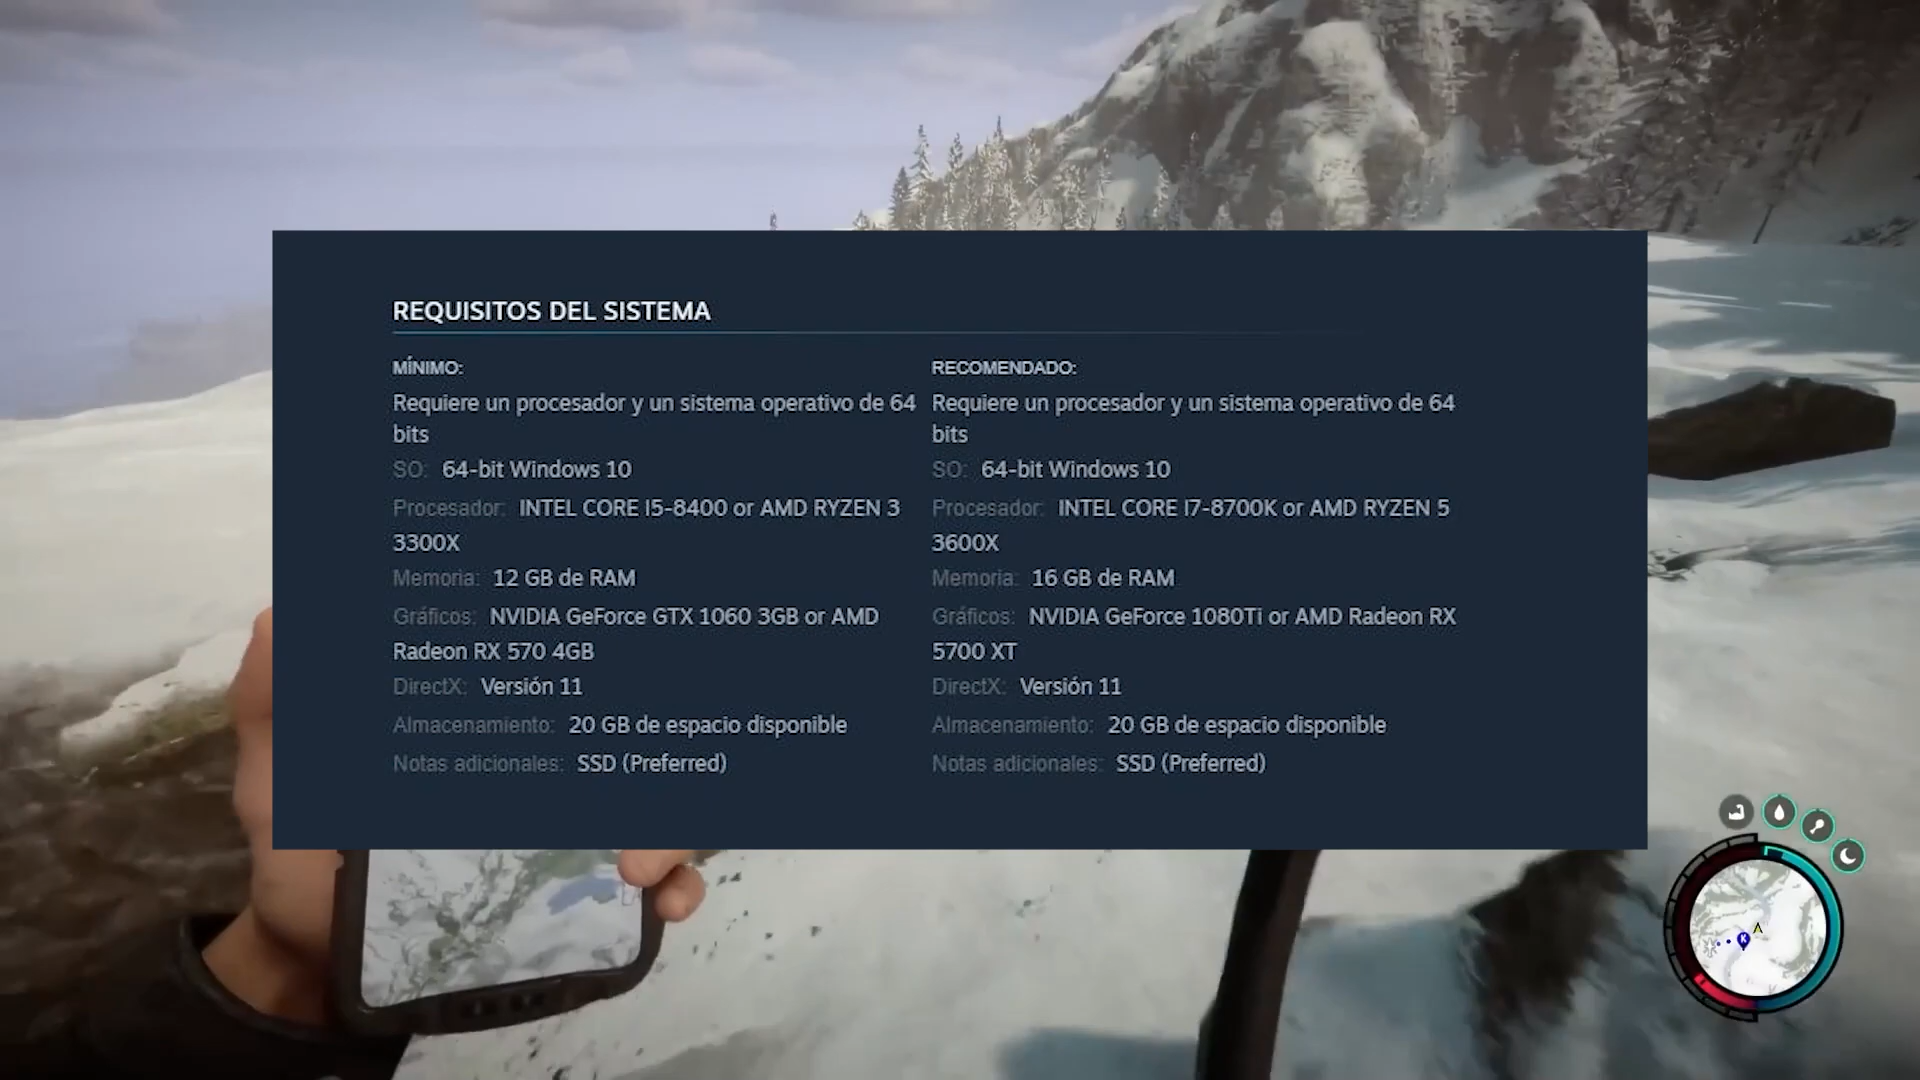 REQUISITOS DEL SISTEMA
MÍNIMO:
Requiere un procesador y un sistema operativo de 64
bits
SO: 64-bit Windows 10
Procesador: INTEL CORE I5-8400 or AMD RYZEN 3
3300X
Memoria: 12 GB de RAM
Gráficos: NVIDIA GeForce GTX 1060 3GB or AMD
Radeon RX 570 4GB
DirectX: Versión 11
Almacenamiento: 20 GB de espacio disponible
Notas adicionales: SSD (Preferred)
RECOMENDADO:
Requiere un procesador y un sistema operativo de 64
bits
SO: 64-bit Windows 10
Procesador: INTEL CORE I7-8700K or AMD RYZEN 5
3600X
Memoria: 16 GB de RAM
Gráficos: NVIDIA GeForce 1080Ti or AMD Radeon RX
5700 XT
DirectX: Versión 11
Almacenamiento: 20 GB de espacio disponible
Notas adicionales: SSD (Preferred)
K